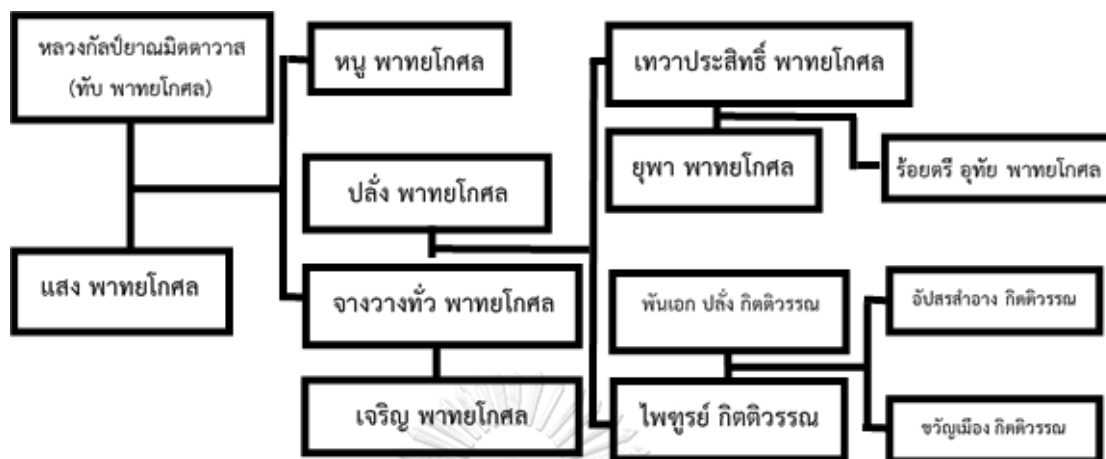 หลวงกัลป์ยาณมิตตาวาส
(ทับ พาทยโกศล)
แสง พาทยโกศล
หนู พาทยโกศล
ปลั่ง พาทยโกศล
จางวางทั่ว พาทยโกศล
เจริญ พาทยโกศล
เทวาประสิทธิ์ พาทยโกศล
ยุพา พาทยโกศล
ร้อยตรี อุทัย พาทยโกศล
พันเอก ปลั่ง กิตติวรรณ
ไพฑูรย์ กิตติวรรณ
อัปสรสำอาง กิตติวรรณ
ขวัญเมือง กิตติวรรณ